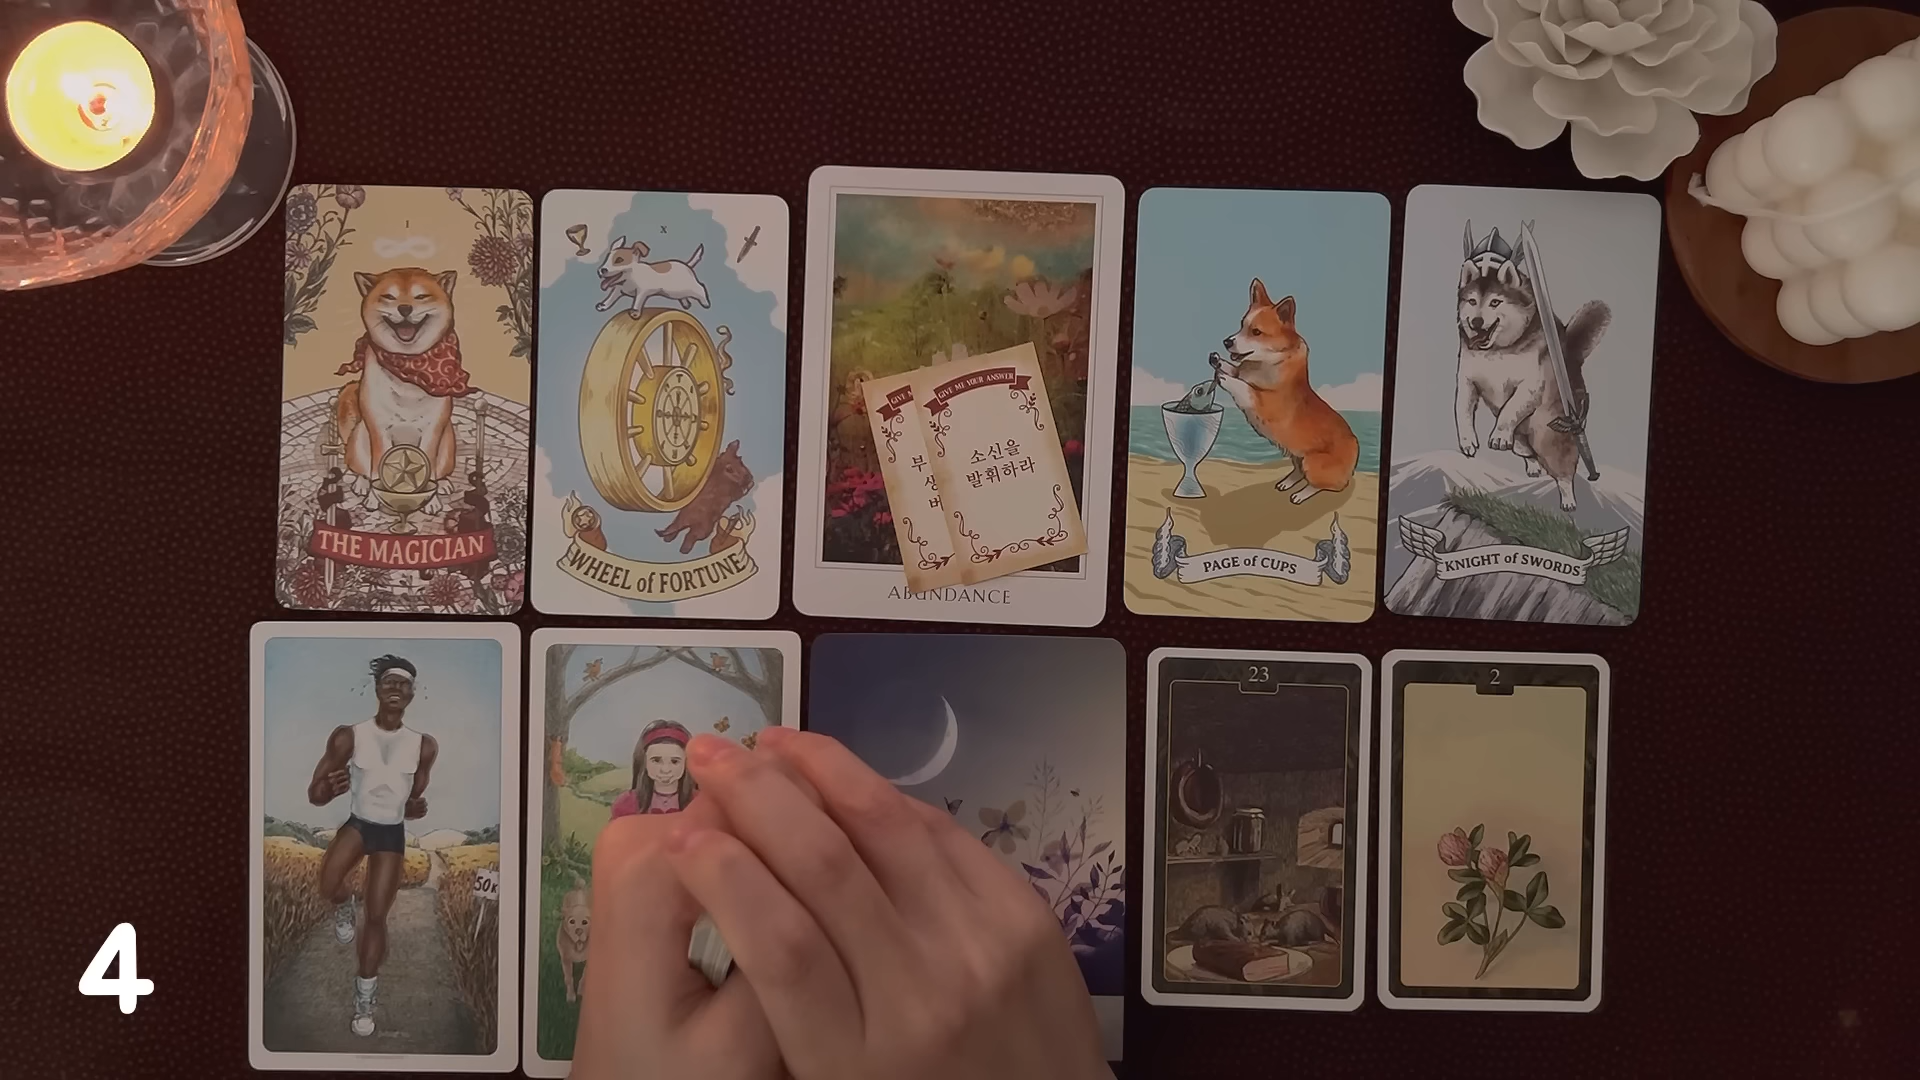 I
THE MAGICIAN
X
WHEEL of FORTUNE
GIVE ME YOUR ANSWER
소신을
발휘하라
ABUNDANCE
PAGE of CUPS
KNIGHT of SWORDS
50K
23
2
4